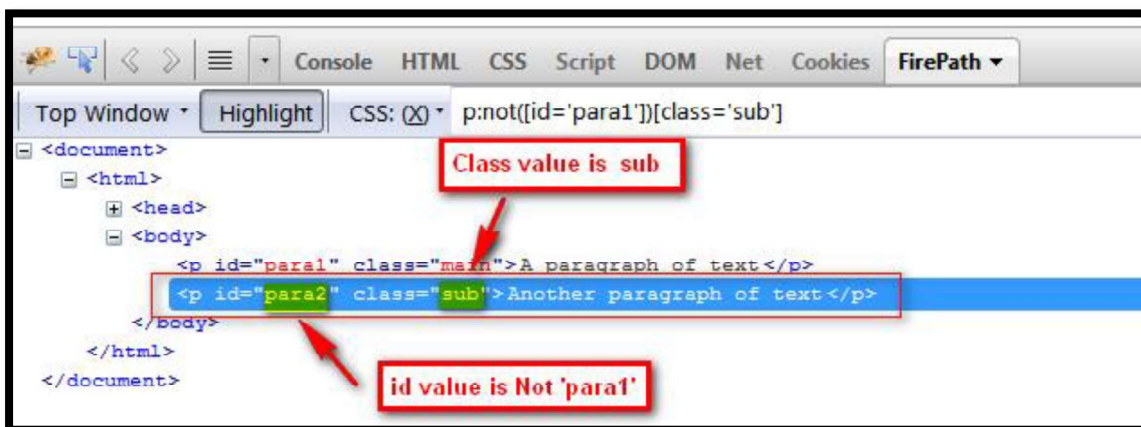 Console HTML CSS Script DOM Net Cookies FirePath
Top Window Highlight CSS: (X) p:not([id='para1'])[class='sub']
<document>
Class value is sub
<html>
<head>
<body>
<p id="para1" class="main">A paragraph of text</p>
<p id="para2" class="sub">Another paragraph of text</p>
</body>
</html>
</document>
id value is Not 'para1'